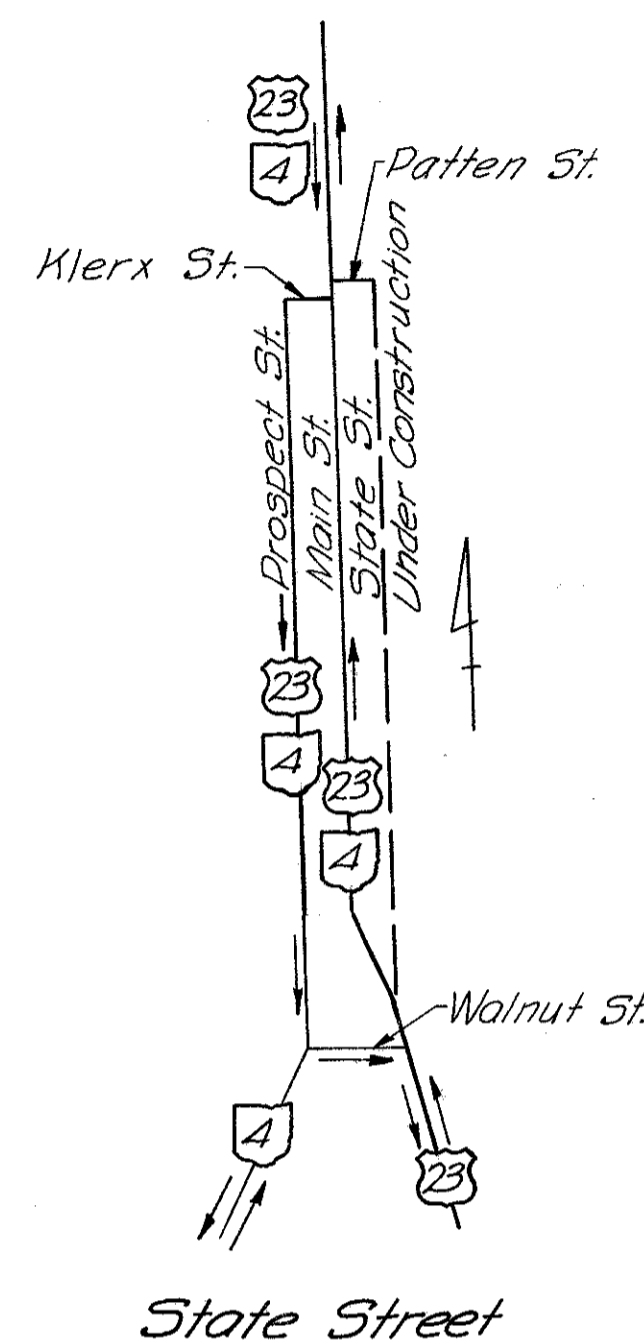 23
4
Patten St.
Klerx St.
Prospect St.
Main St.
State St.
Under Construction
23
4
23
4
Walnut St.
4
23
State Street